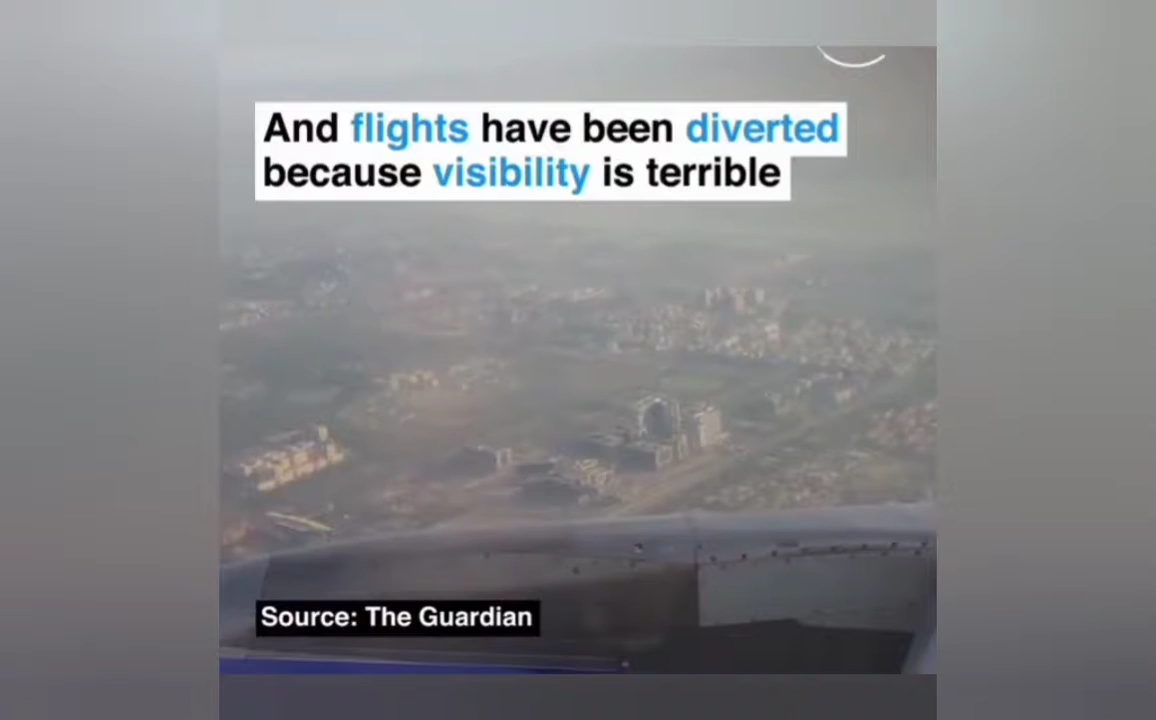 And flights have been diverted
because visibility is terrible
Source: The Guardian